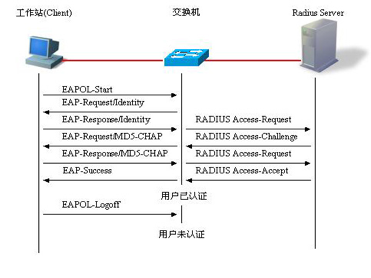 工作站(Client)
交换机
Radius Server
EAPOL-Start
EAP-Request/Identity
EAP-Response/Identity
RADIUS Access-Request
EAP-Request/MD5-CHAP
RADIUS Access-Challenge
EAP-Response/MD5-CHAP
RADIUS Access-Request
EAP-Success
RADIUS Access-Accept
用户已认证
EAPOL-Logoff
用户未认证